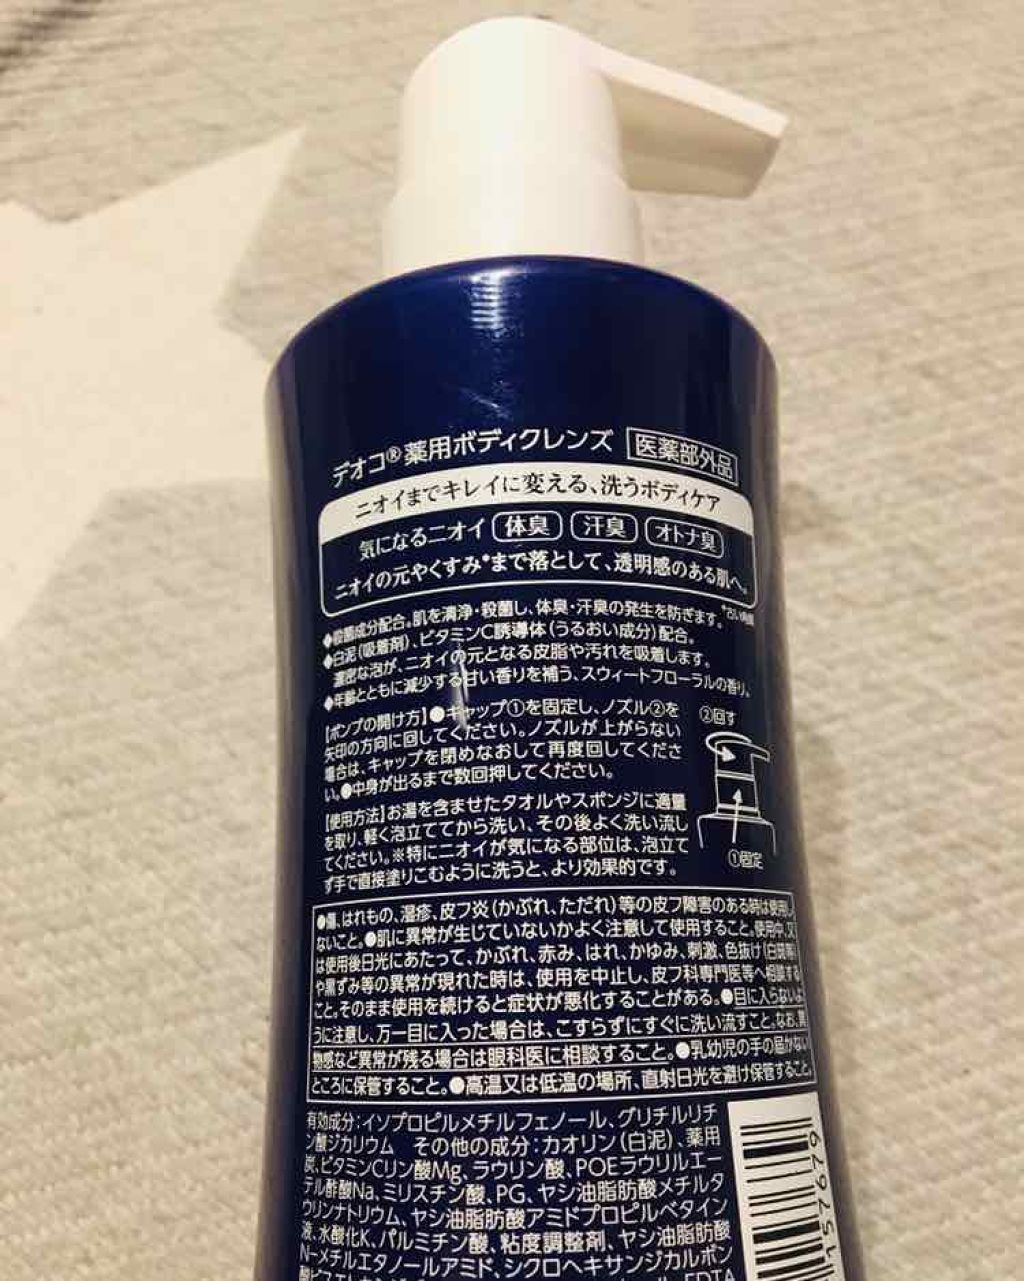 デオコ®薬用ボディクレンズ 医薬部外品
ニオイまでキレイに変える、洗うボディケア
気になるニオイ 体臭 汗臭 オトナ臭
ニオイの元やくすみ*まで落として、透明感のある肌へ。
◆殺菌成分配合。肌を清浄・殺菌し、体臭・汗臭の発生を防ぎます。 *古い角質
◆白泥(吸着剤)、ビタミンC誘導体(うるおい成分)配合。
濃密な泡が、ニオイの元となる皮脂や汚れを吸着します。
◆年齢とともに減少する甘い香りを補う、スウィートフローラルの香り。
【ポンプの開け方】●キャップ①を固定し、ノズル②を
矢印の方向に回してください。ノズルが上がらない
場合は、キャップを閉めなおして再度回してくださ
い。●中身が出るまで数回押してください。
②回す
①固定
【使用方法】お湯を含ませたタオルやスポンジに適量
を取り、軽く泡立ててから洗い、その後よく洗い流し
てください。※特にニオイが気になる部位は、泡立て
ず手で直接塗りこむように洗うと、より効果的です。
●傷、はれもの、湿疹、皮フ炎(かぶれ、ただれ)等の皮フ障害のある時は使用し
ないこと。●肌に異常が生じていないかよく注意して使用すること。使用中、又
は使用後日光にあたって、かぶれ、赤み、はれ、かゆみ、刺激、色抜け(白斑等)
や黒ずみ等の異常が現れた時は、使用を中止し、皮フ科専門医等へ相談する
こと。そのまま使用を続けると症状が悪化することがある。●目に入らないよ
うに注意し、万一目に入った場合は、こすらずにすぐに洗い流すこと。なお、異
物感など異常が残る場合は眼科医に相談すること。●乳幼児の手の届かない
ところに保管すること。●高温又は低温の場所、直射日光を避け保管すること。
有効成分:イソプロピルメチルフェノール、グリチルリチ
ン酸ジカリウム その他の成分:カオリン(白泥)、薬用
炭、ビタミンCリン酸Mg、ラウリン酸、POEラウリルエー
テル酢酸Na、ミリスチン酸、PG、ヤシ油脂肪酸メチルタ
ウリンナトリウム、ヤシ油脂肪酸アミドプロピルベタイン
液、水酸化K、パルミチン酸、粘度調整剤、ヤシ油脂肪酸
N-メチルエタノールアミド、シクロヘキサンジカルボン
EDTA